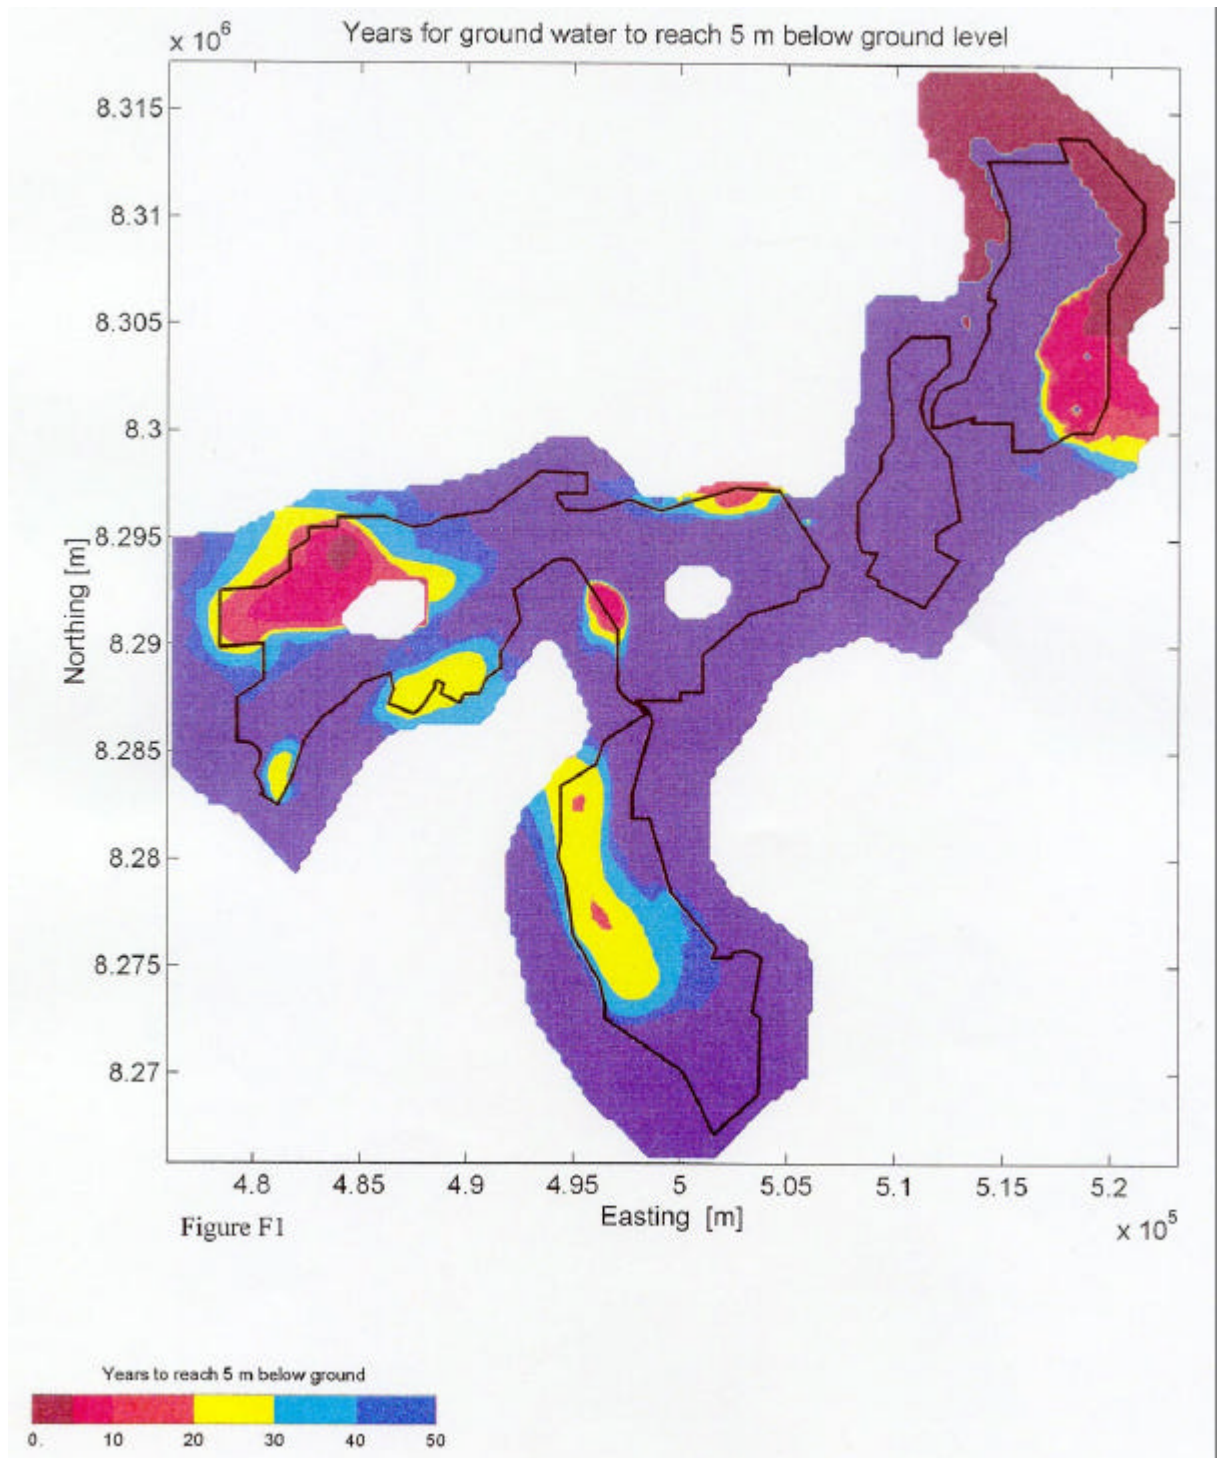 Years for ground water to reach 5 m below ground level
x 10^6
8.315
8.31
8.305
8.3
8.295
8.29
8.285
8.28
8.275
8.27
Northing [m]
4.8 4.85 4.9 4.95 5 5.05 5.1 5.15 5.2
Easting [m]
x 10^5
Figure F1
Years to reach 5 m below ground
0. 10 20 30 40 50